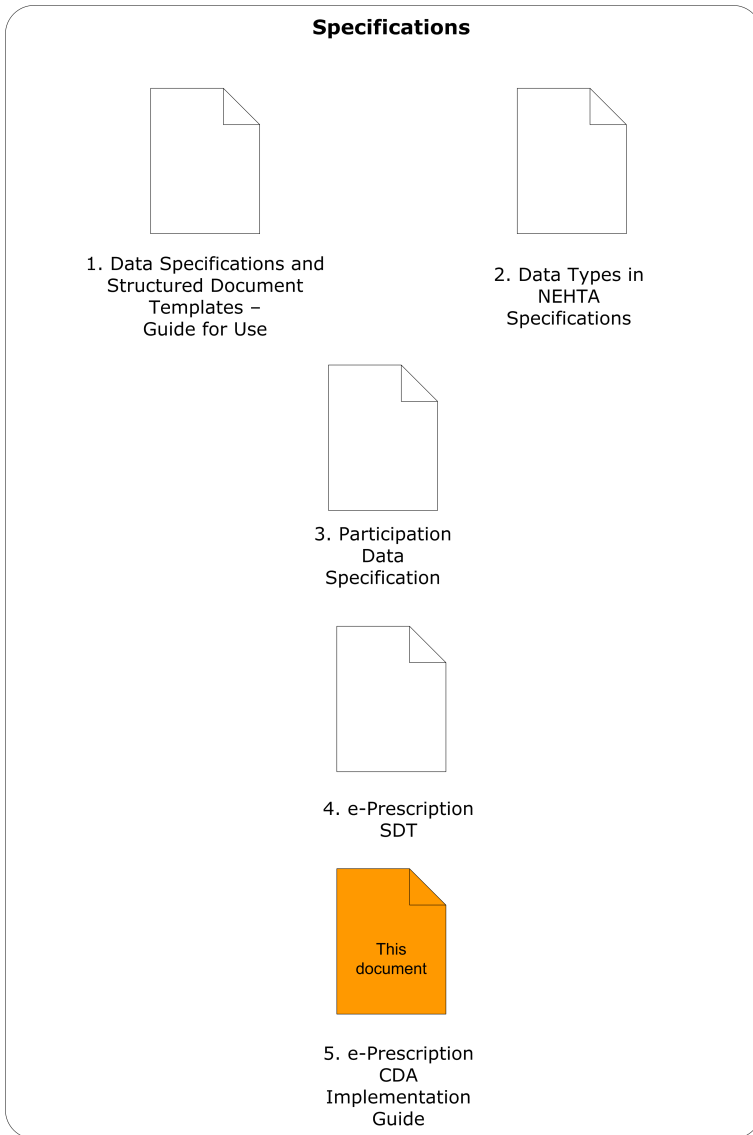 Specifications
1. Data Specifications and
Structured Document
Templates –
Guide for Use
2. Data Types in
NEHTA
Specifications
3. Participation
Data
Specification
4. e-Prescription
SDT
This
document
5. e-Prescription
CDA
Implementation
Guide